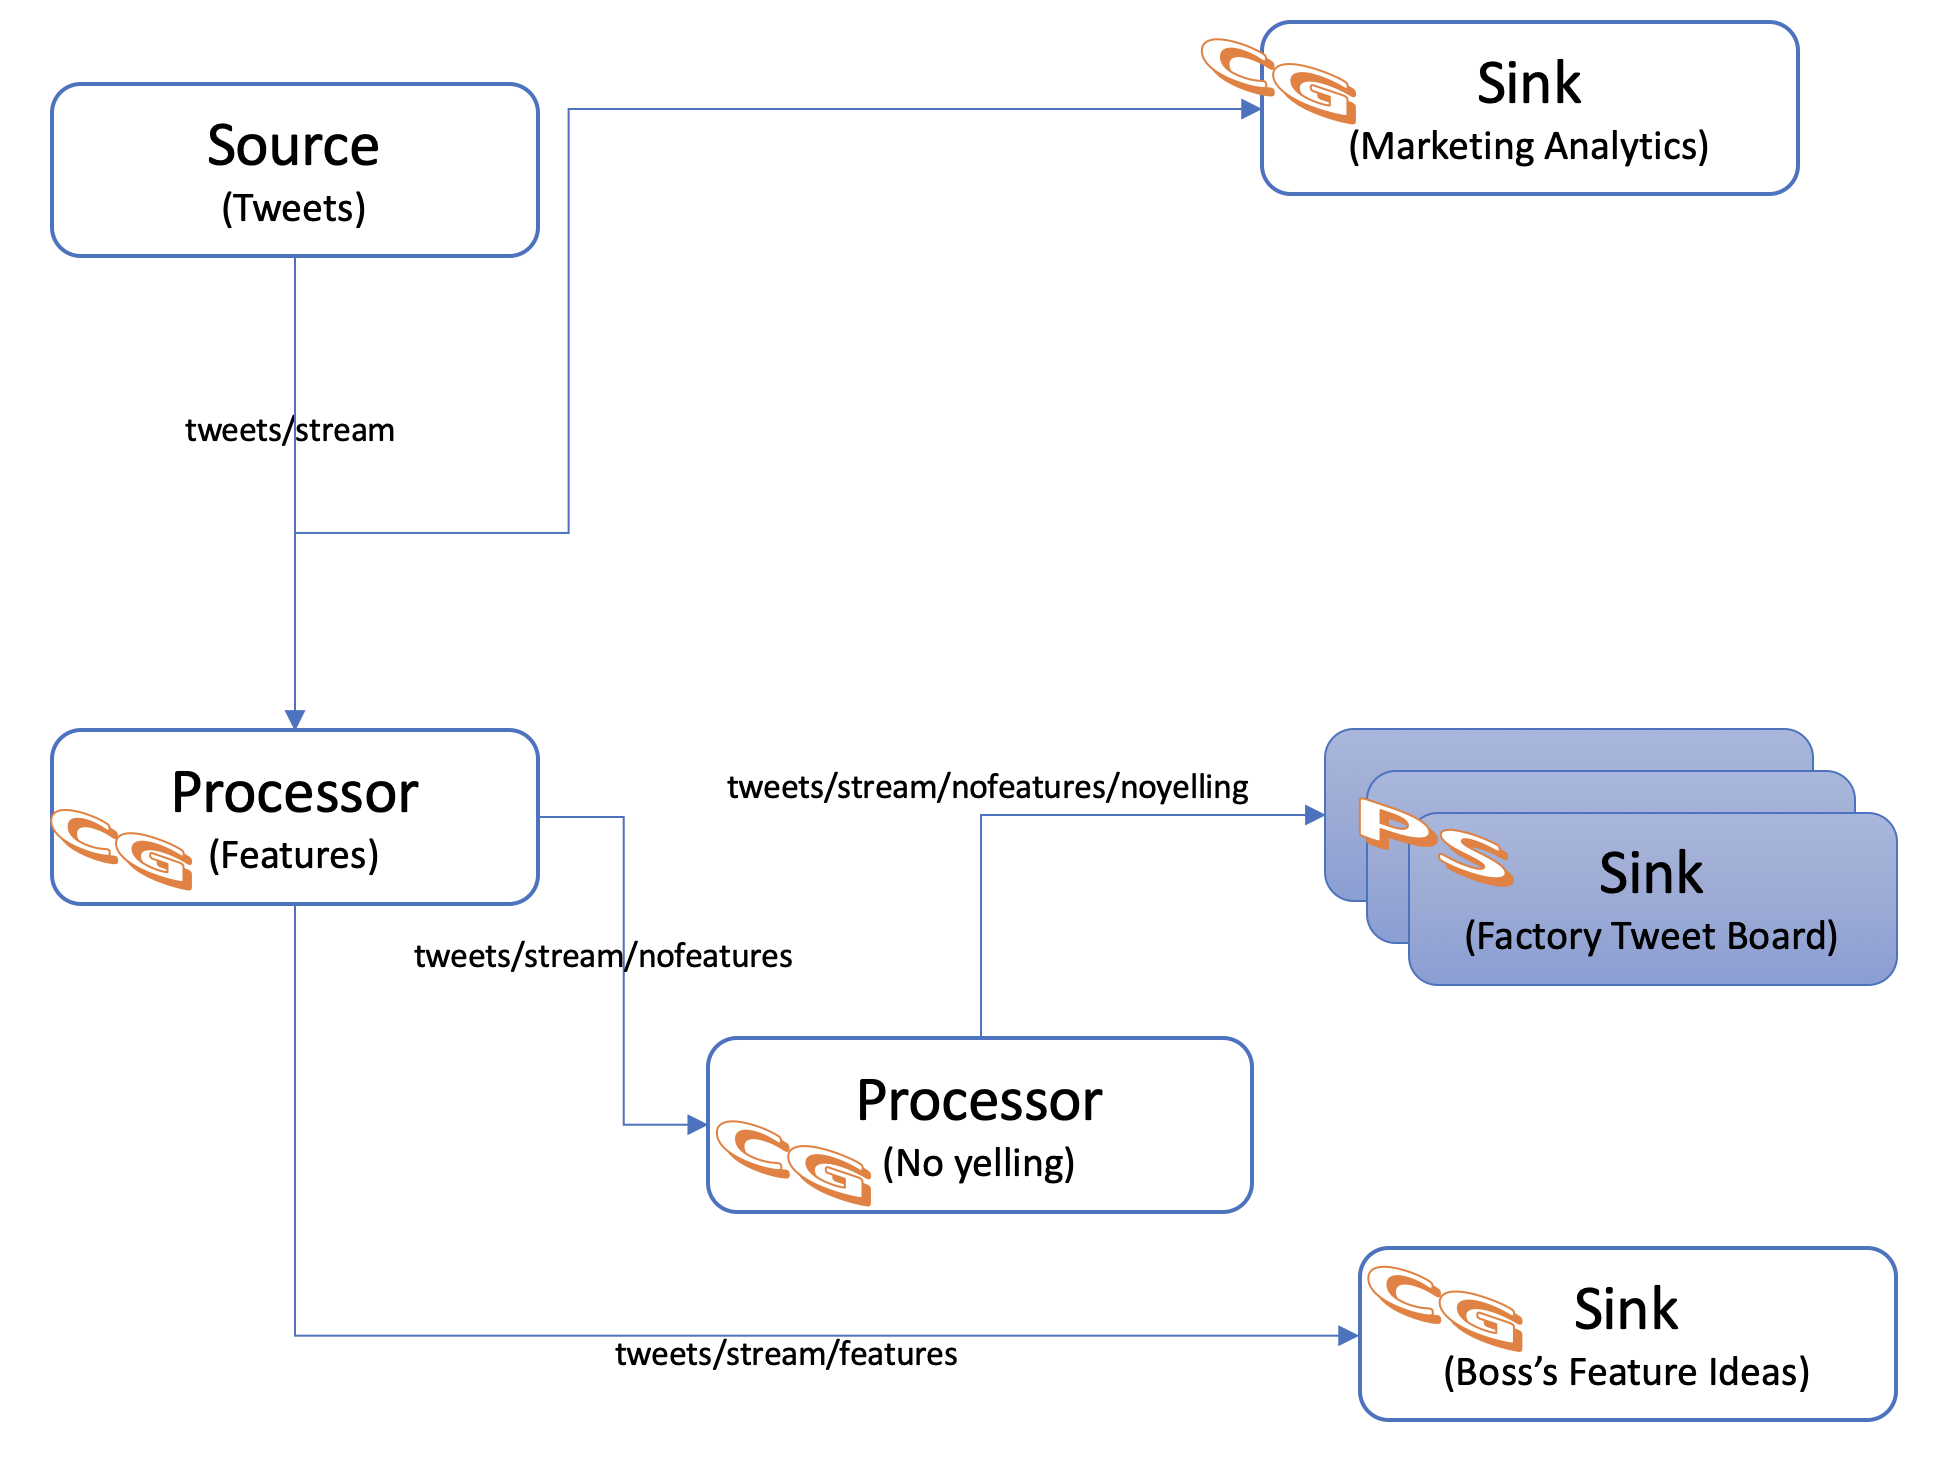 Source
(Tweets)
CG
Sink
(Marketing Analytics)
tweets/stream
Processor
CG
(Features)
tweets/stream/nofeatures/noyelling
PS
Sink
(Factory Tweet Board)
tweets/stream/nofeatures
Processor
CG
(No yelling)
CG
Sink
(Boss’s Feature Ideas)
tweets/stream/features